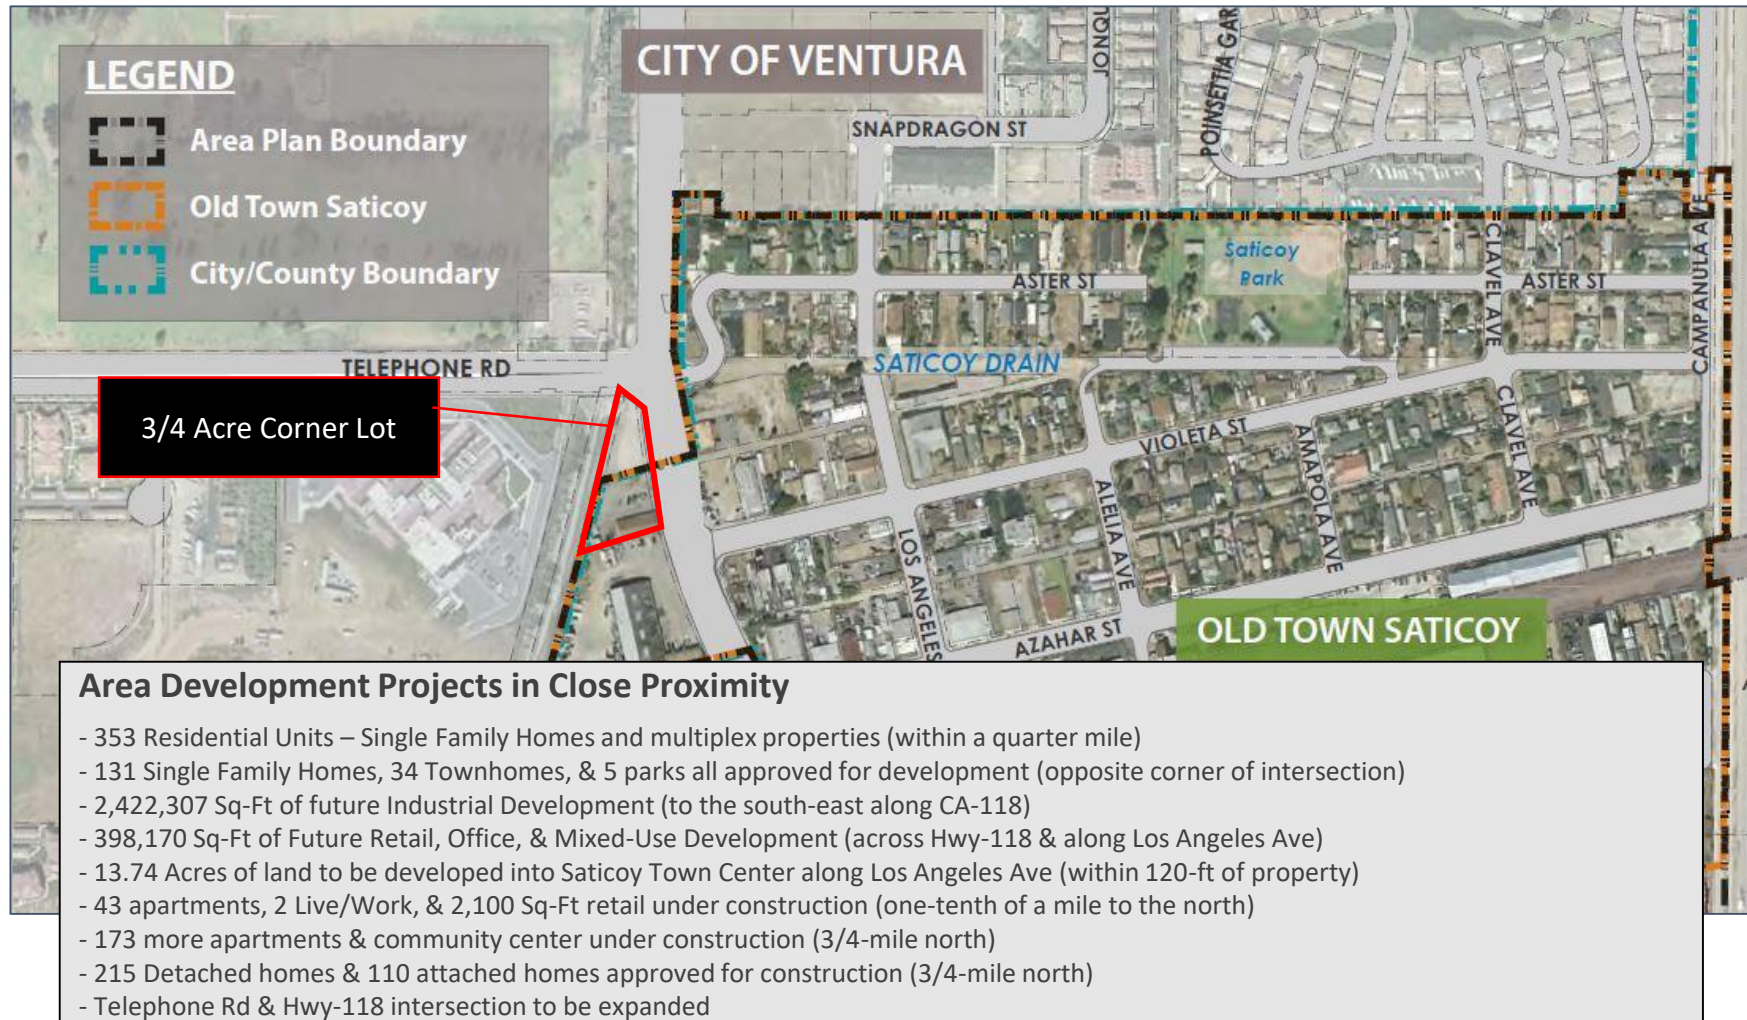 CITY OF VENTURA
JONQU
POINSETTIA GAR
LEGEND
Area Plan Boundary
Old Town Saticoy
City/County Boundary
SNAPDRAGON ST
Saticoy
Park
ASTER ST
CLAVEL AVE
ASTER ST
CAMPANULA AVE
TELEPHONE RD
SATICOY DRAIN
3/4 Acre Corner Lot
VIOLETA ST
CLAVEL AVE
AMAPOLA AVE
ALELIA AVE
LOS ANGELES
AZAHAR ST
OLD TOWN SATICOY
Area Development Projects in Close Proximity
- 353 Residential Units – Single Family Homes and multiplex properties (within a quarter mile)
- 131 Single Family Homes, 34 Townhomes, & 5 parks all approved for development (opposite corner of intersection)
- 2,422,307 Sq-Ft of future Industrial Development (to the south-east along CA-118)
- 398,170 Sq-Ft of Future Retail, Office, & Mixed-Use Development (across Hwy-118 & along Los Angeles Ave)
- 13.74 Acres of land to be developed into Saticoy Town Center along Los Angeles Ave (within 120-ft of property)
- 43 apartments, 2 Live/Work, & 2,100 Sq-Ft retail under construction (one-tenth of a mile to the north)
- 173 more apartments & community center under construction (3/4-mile north)
- 215 Detached homes & 110 attached homes approved for construction (3/4-mile north)
- Telephone Rd & Hwy-118 intersection to be expanded